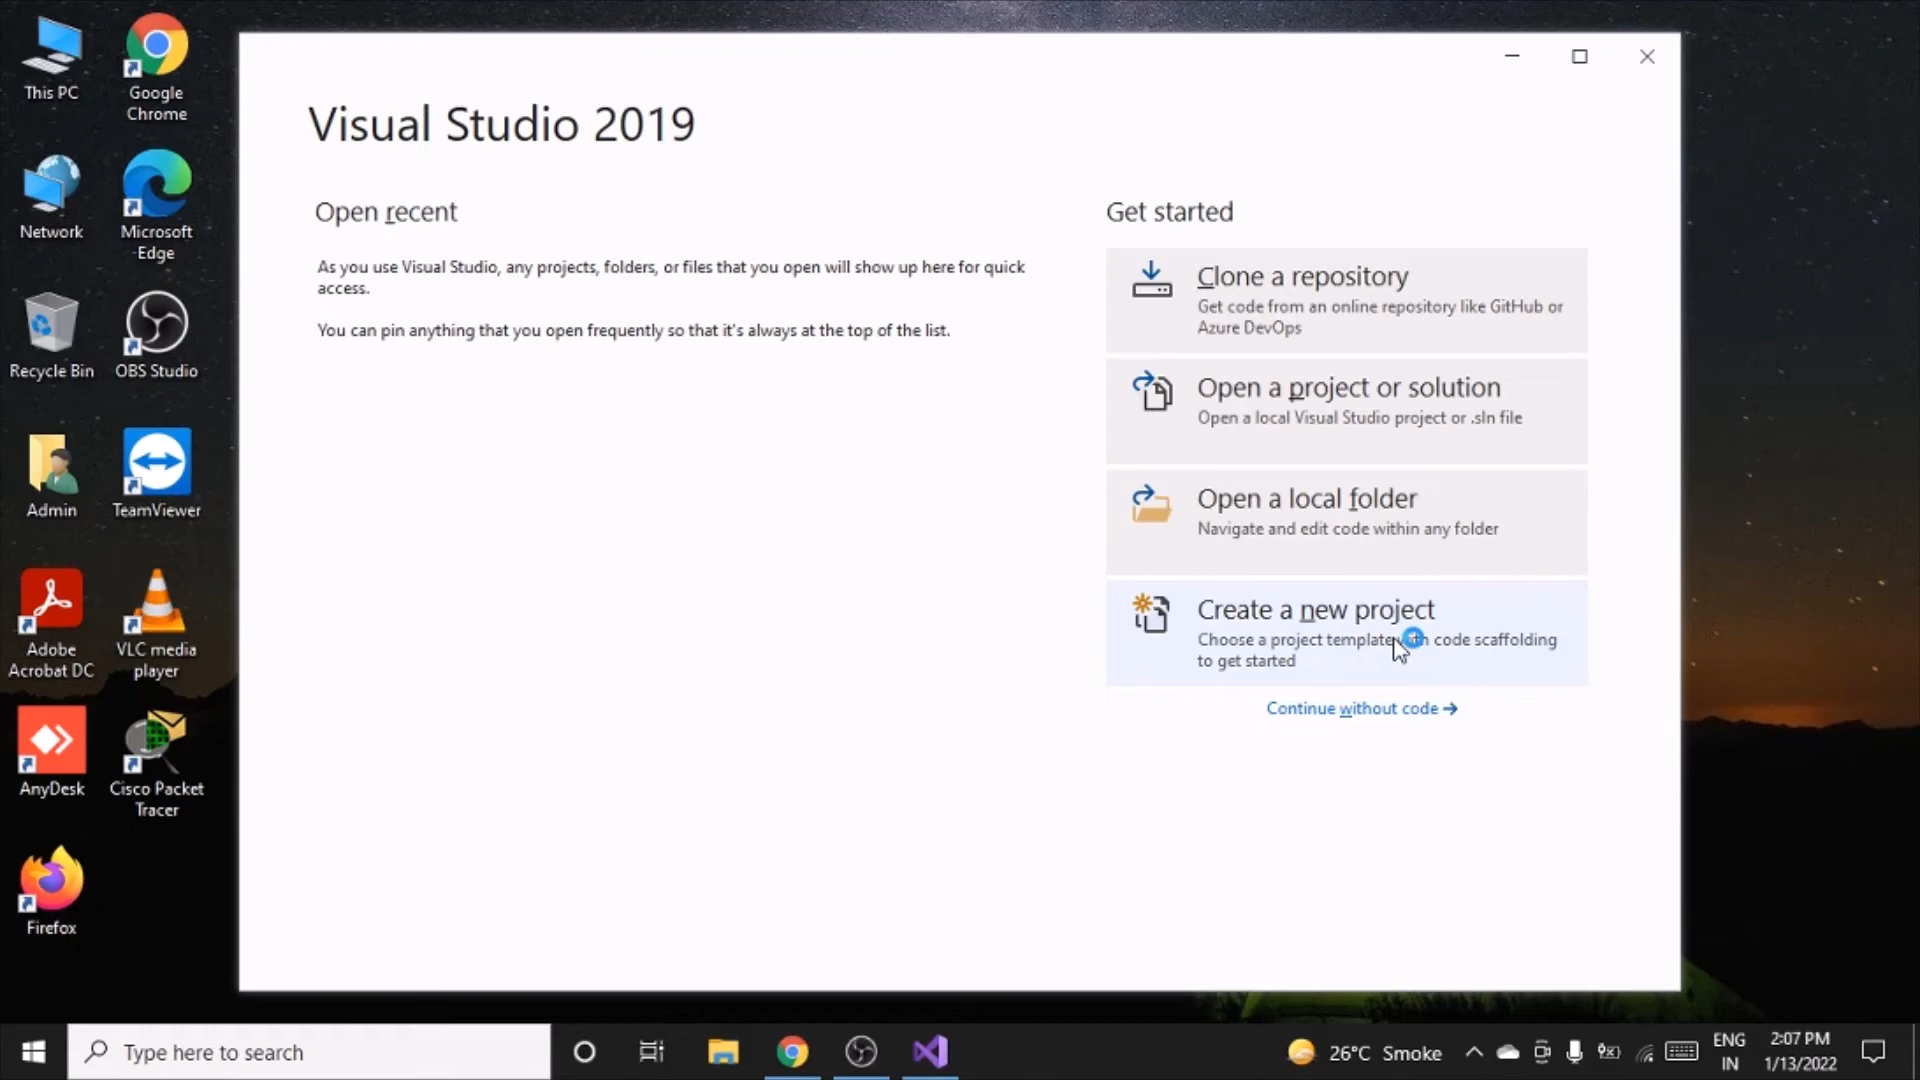 This PC
Google
Chrome
Network
Microsoft
Edge
Recycle Bin
OBS Studio
Admin
TeamViewer
Adobe
Acrobat DC
VLC media
player
AnyDesk
Cisco Packet
Tracer
Firefox
Visual Studio 2019
Open recent
As you use Visual Studio, any projects, folders, or files that you open will show up here for quick
access.
You can pin anything that you open frequently so that it's always at the top of the list.
Get started
Clone a repository
Get code from an online repository like GitHub or
Azure DevOps
Open a project or solution
Open a local Visual Studio project or .sln file
Open a local folder
Navigate and edit code within any folder
Create a new project
Choose a project template with code scaffolding
to get started
Continue without code →
Type here to search
26°C Smoke
ENG
IN
2:07 PM
1/13/2022